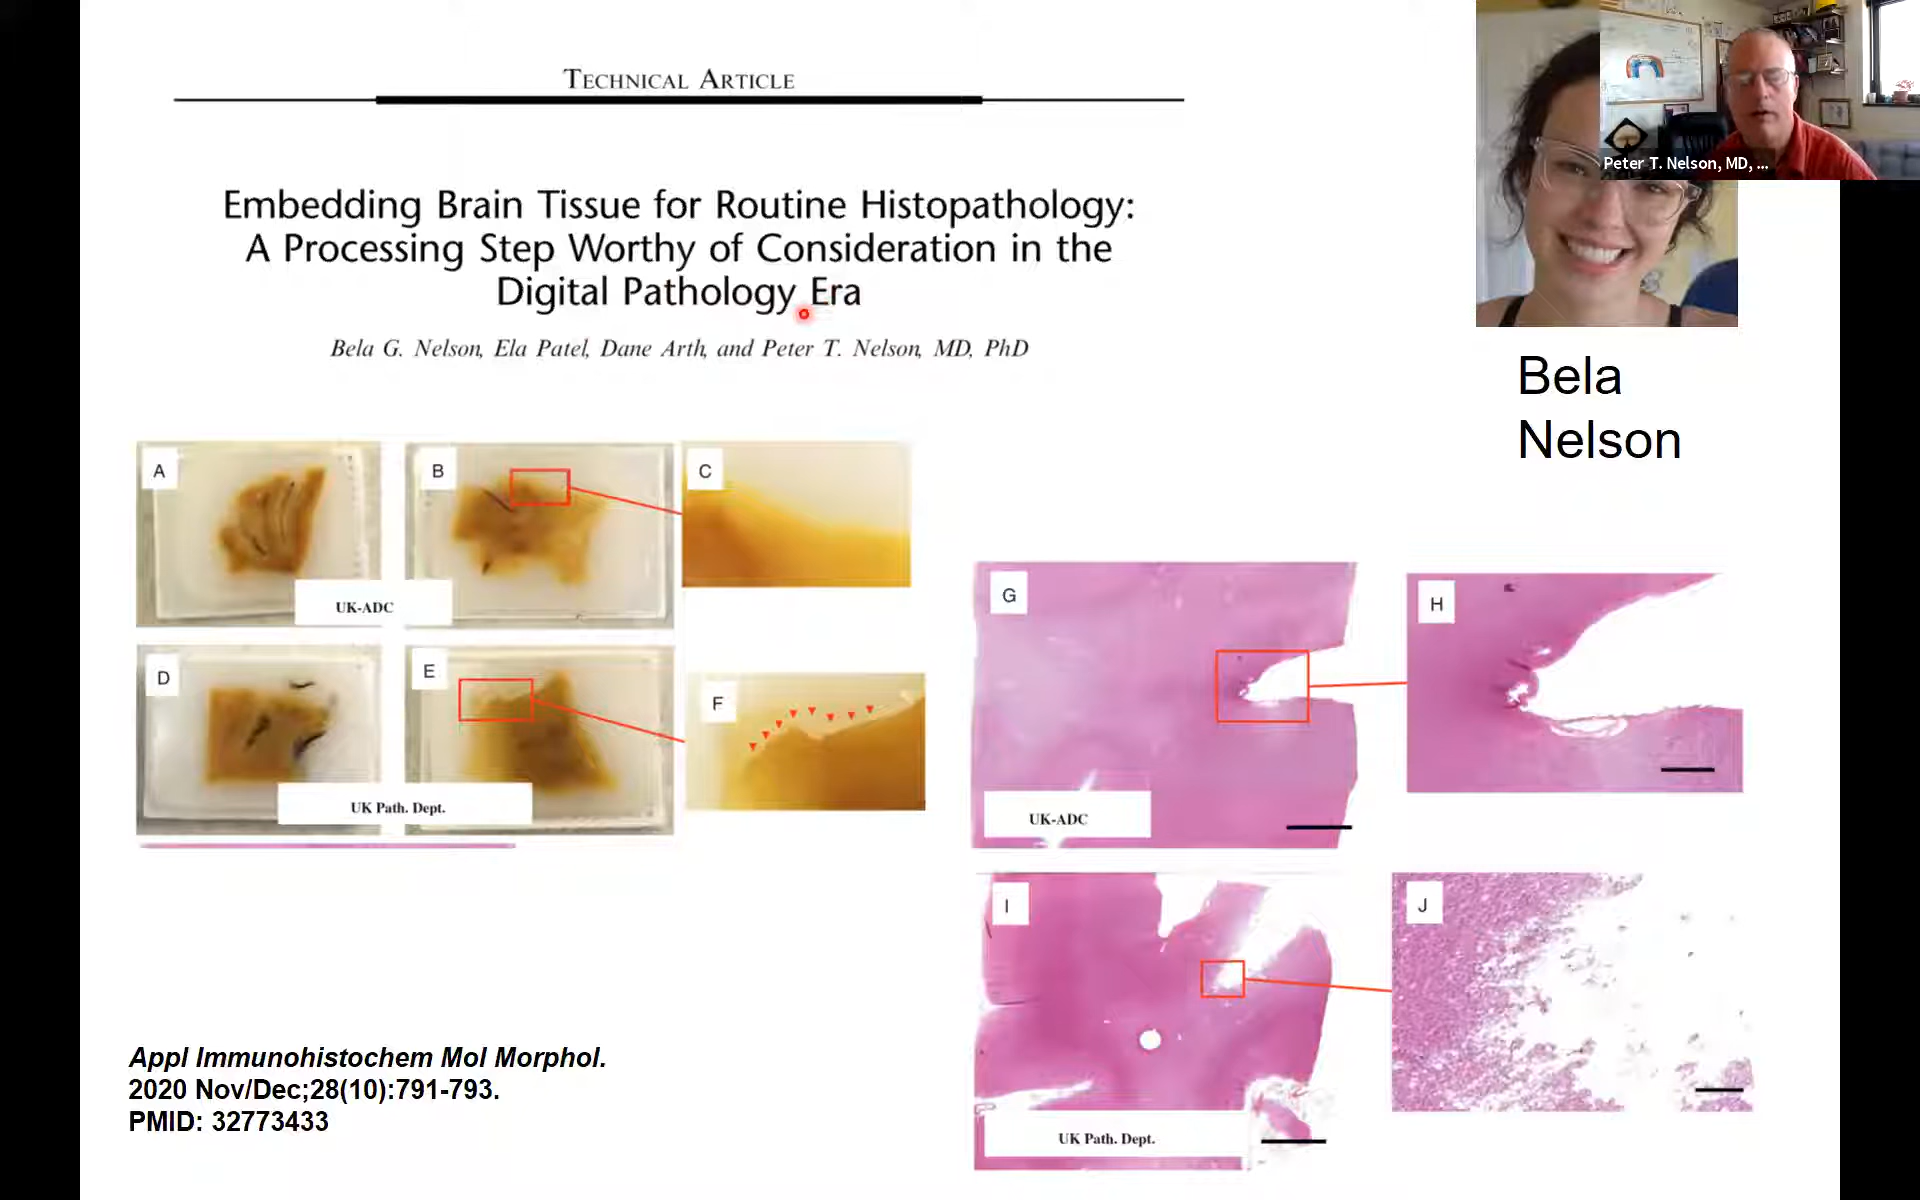 TECHNICAL ARTICLE
Embedding Brain Tissue for Routine Histopathology:
A Processing Step Worthy of Consideration in the
Digital Pathology Era
Bela G. Nelson, Ela Patel, Dane Arth, and Peter T. Nelson, MD, PhD
Peter T. Nelson, MD, ...
Bela
Nelson
A
B
C
UK-ADC
D
E
F
UK Path. Dept.
G
H
UK-ADC
I
J
UK Path. Dept.
Appl Immunohistochem Mol Morphol.
2020 Nov/Dec;28(10):791-793.
PMID: 32773433